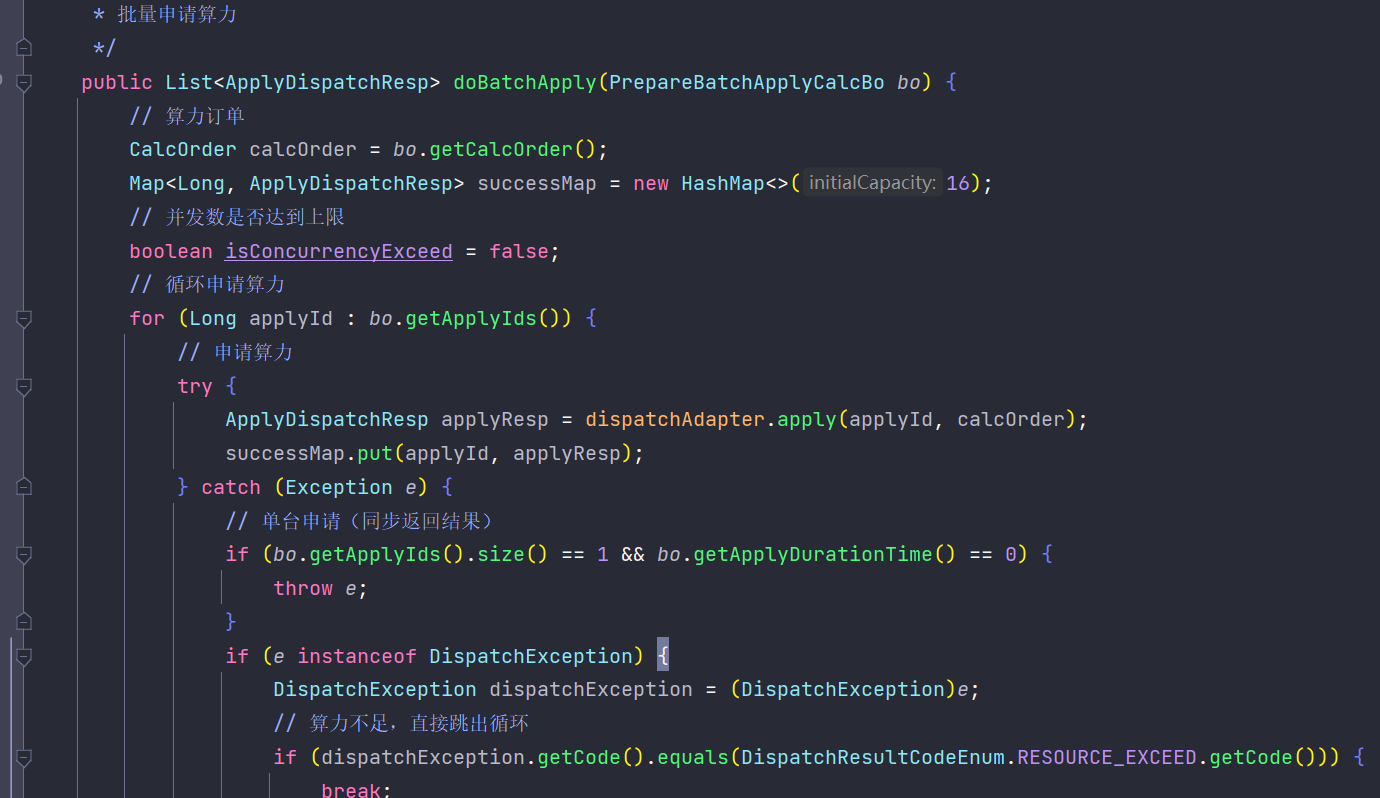 * 批量申请算力
*/
public List<ApplyDispatchResp> doBatchApply(PrepareBatchApplyCalcBo bo) {
// 算力订单
CalcOrder calcOrder = bo.getCalcOrder();
Map<Long, ApplyDispatchResp> successMap = new HashMap<>( initialCapacity: 16);
// 并发数是否达到上限
boolean isConcurrencyExceed = false;
// 循环申请算力
for (Long applyId : bo.getApplyIds()) {
// 申请算力
try {
ApplyDispatchResp applyResp = dispatchAdapter.apply(applyId, calcOrder);
successMap.put(applyId, applyResp);
} catch (Exception e) {
// 单台申请（同步返回结果）
if (bo.getApplyIds().size() == 1 && bo.getApplyDurationTime() == 0) {
throw e;
}
if (e instanceof DispatchException) {
DispatchException dispatchException = (DispatchException)e;
// 算力不足，直接跳出循环
if (dispatchException.getCode().equals(DispatchResultCodeEnum.RESOURCE_EXCEED.getCode())) {
break;